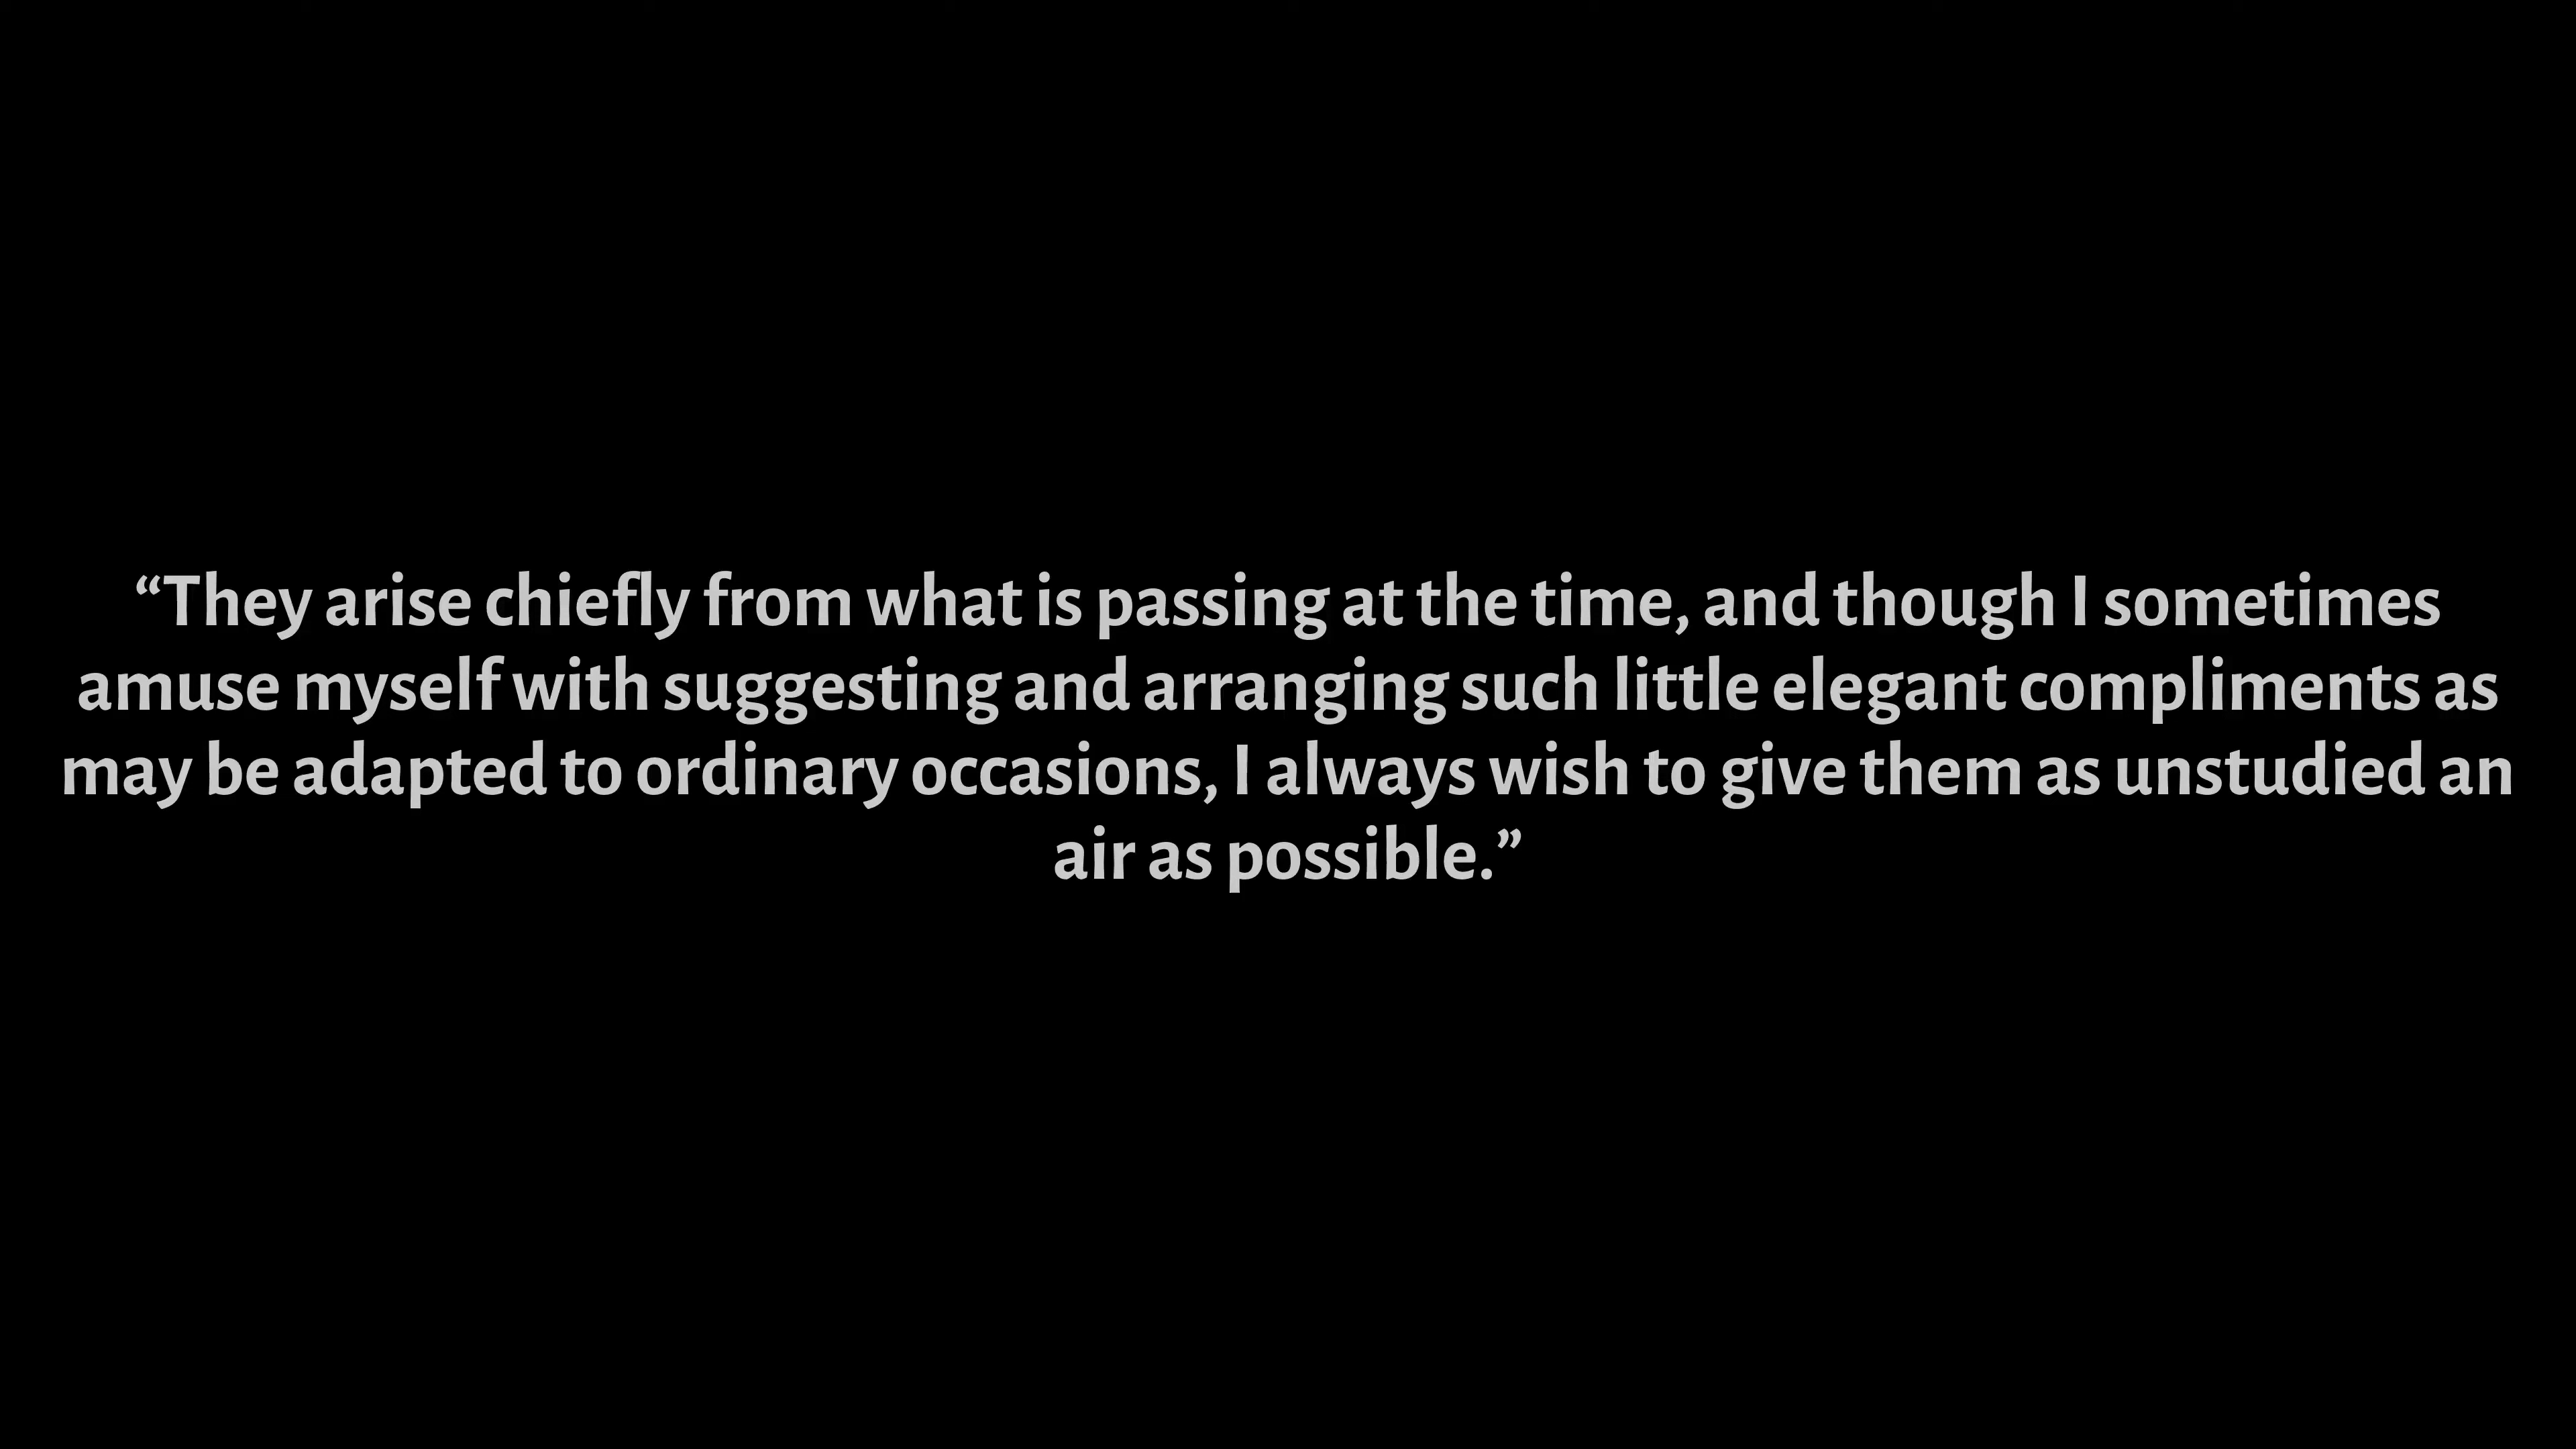 “They arise chiefly from what is passing at the time, and though I sometimes
amuse myself with suggesting and arranging such little elegant compliments as
may be adapted to ordinary occasions, I always wish to give them as unstudied an
air as possible.”